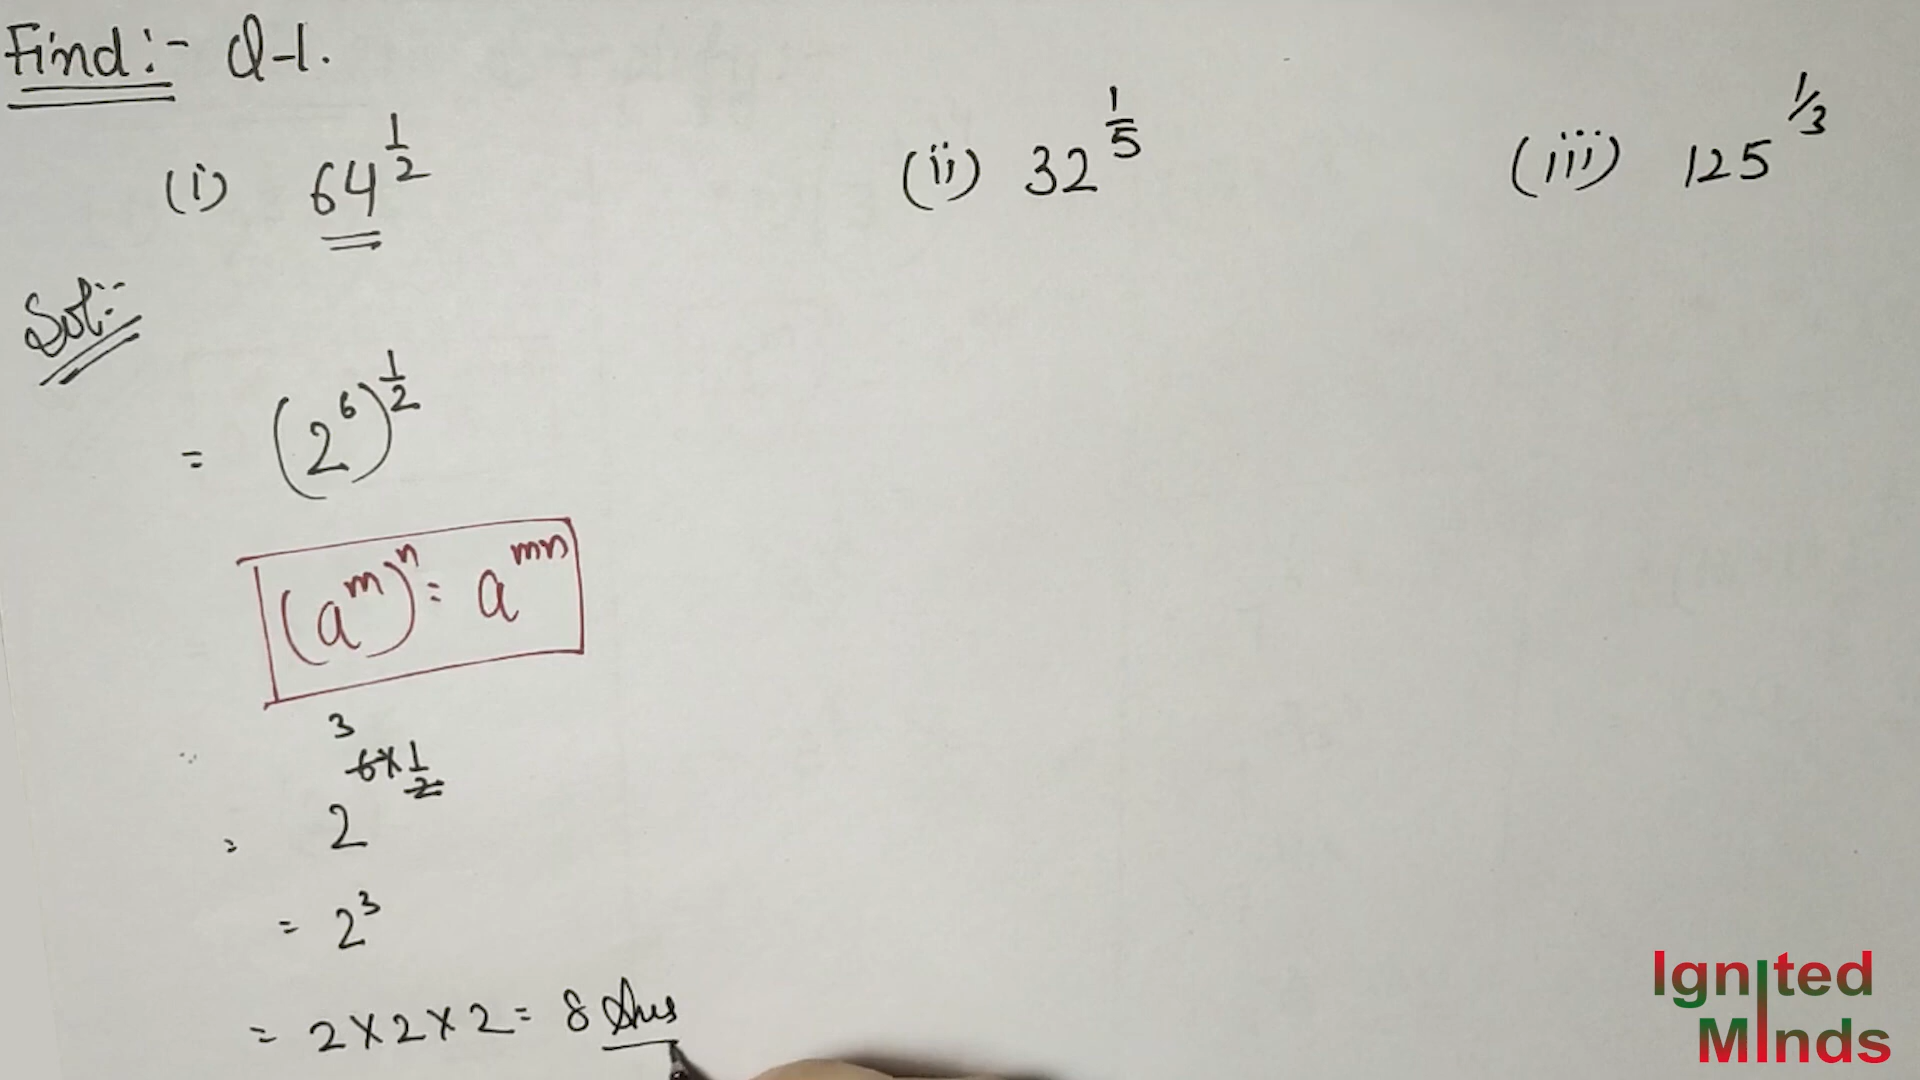 Find:- Q-1.
(i) 64^(1/2) (ii) 32^(1/5) (iii) 125^(1/3)
Sol:-
= (2^6)^(1/2)
(a^m)^n = a^(mn)
3
= 2^(6×1/2)
= 2^3
= 2×2×2 = 8 Ans
Ignited
Minds